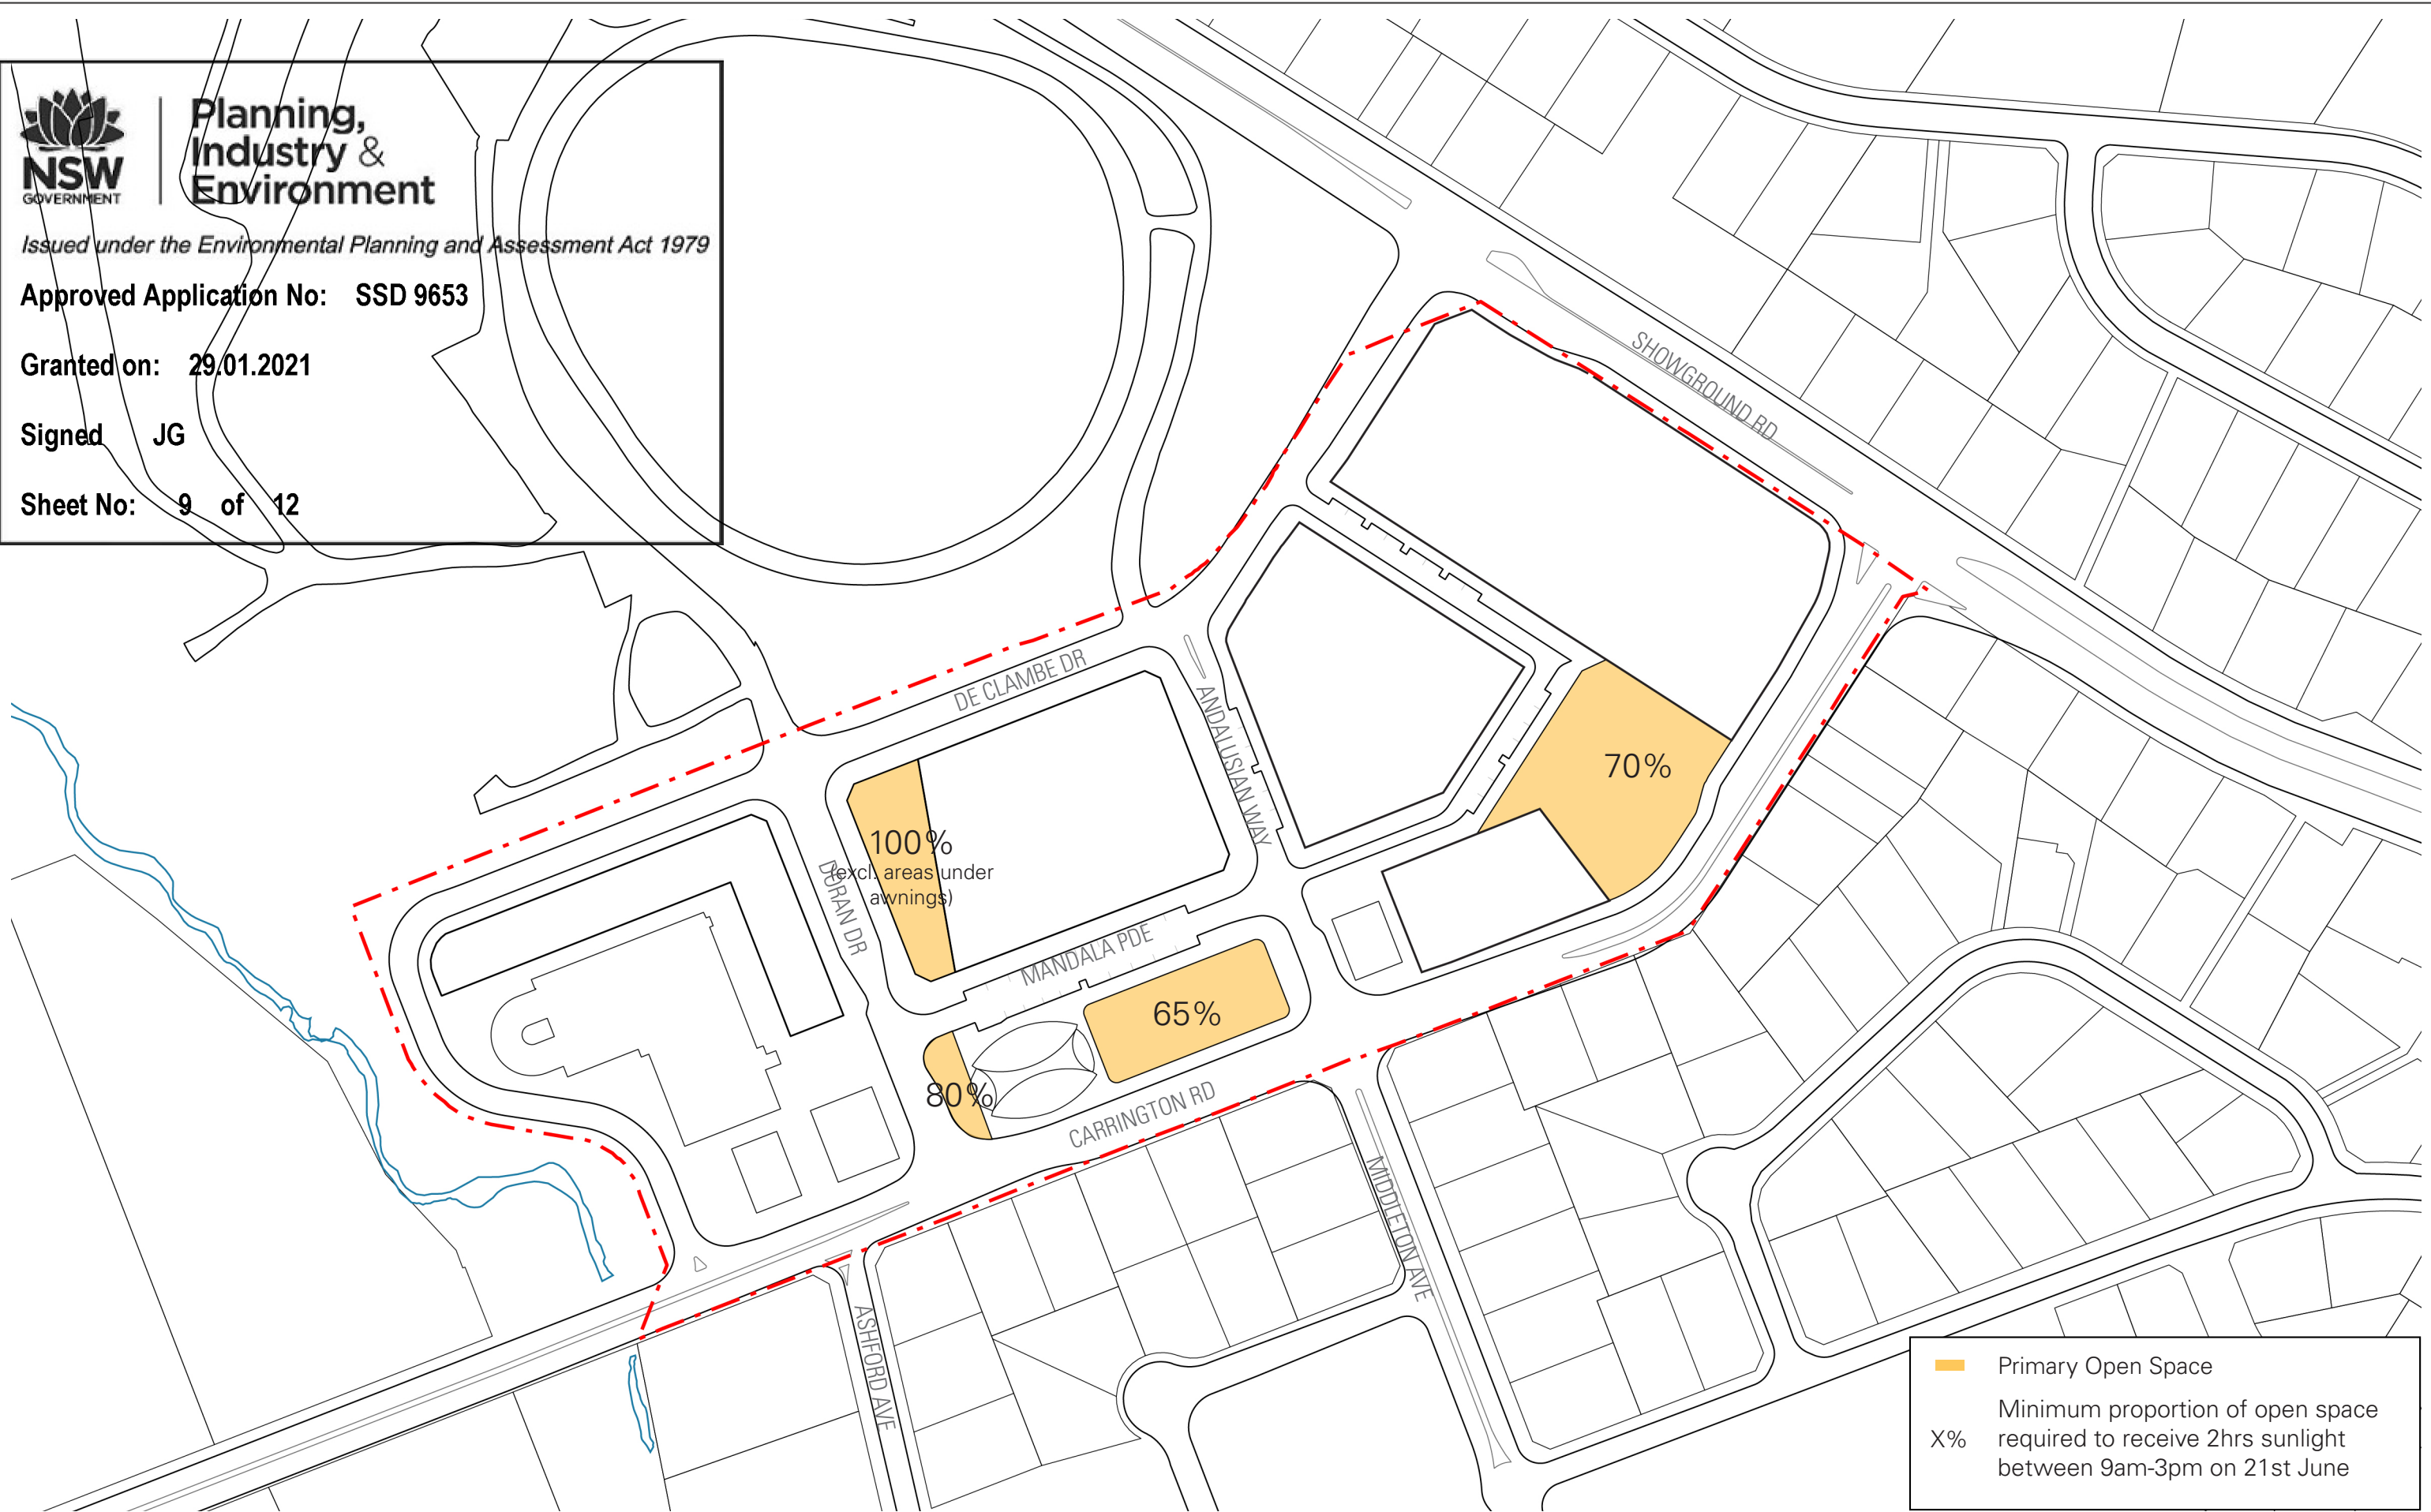 NSW
GOVERNMENT
Planning,
Industry &
Environment
Issued under the Environmental Planning and Assessment Act 1979
Approved Application No: SSD 9653
Granted on: 29.01.2021
Signed JG
Sheet No: 9 of 12
SHOWGROUND RD
DE CLAMBE DR
ANDALUSIAN WAY
70%
100%
(excl. areas under
awnings)
DORAN DR
MANDALA PDE
65%
80%
CARRINGTON RD
MIDDLETON AVE
ASHFORD AVE
Primary Open Space
X%
Minimum proportion of open space
required to receive 2hrs sunlight
between 9am-3pm on 21st June